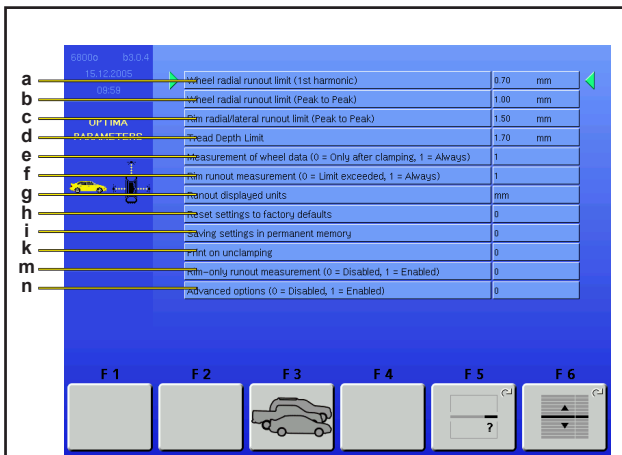 6800o b3.0.4
15.12.2005
09:59
OPTIMA
PARAMETERS
a Wheel radial runout limit (1st harmonic) 0.70 mm
b Wheel radial runout limit (Peak to Peak) 1.00 mm
c Rim radial/lateral runout limit (Peak to Peak) 1.50 mm
d Tread Depth Limit 1.70 mm
e Measurement of wheel data (0 = Only after clamping, 1 = Always) 1
f Rim runout measurement (0 = Limit exceeded, 1 = Always) 1
g Runout displayed units mm
h Reset settings to factory defaults 0
i Saving settings in permanent memory 0
k Print on unclamping 0
m Rim-only runout measurement (0 = Disabled, 1 = Enabled) 0
n Advanced options (0 = Disabled, 1 = Enabled) 0
F 1 F 2 F 3 F 4 F 5 F 6
?